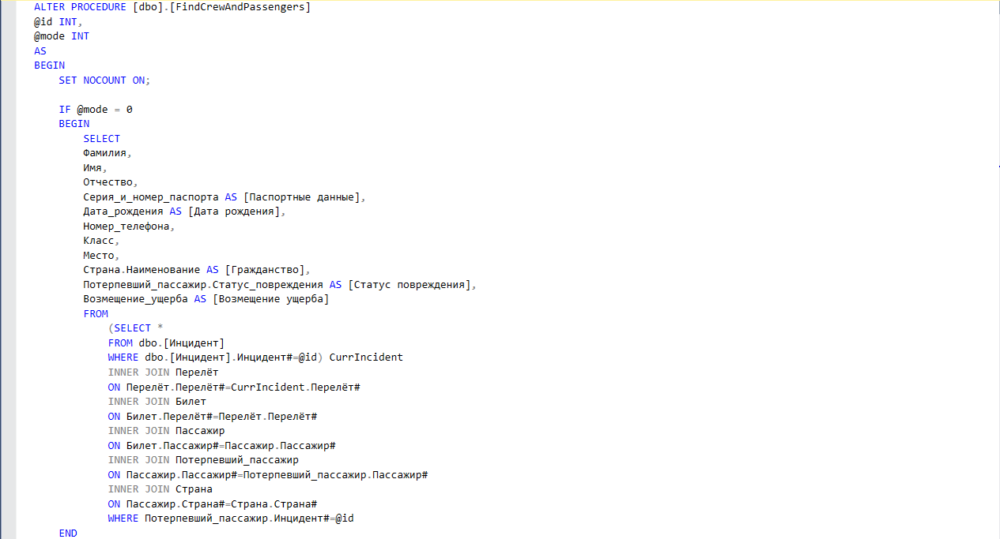 ALTER PROCEDURE [dbo].[FindCrewAndPassengers]
@id INT,
@mode INT
AS
BEGIN
SET NOCOUNT ON;
IF @mode = 0
BEGIN
SELECT
Фамилия,
Имя,
Отчество,
Серия_и_номер_паспорта AS [Паспортные данные],
Дата_рождения AS [Дата рождения],
Номер_телефона,
Класс,
Место,
Страна.Наименование AS [Гражданство],
Потерпевший_пассажир.Статус_повреждения AS [Статус повреждения],
Возмещение_ущерба AS [Возмещение ущерба]
FROM
(SELECT *
FROM dbo.[Инцидент]
WHERE dbo.[Инцидент].Инцидент#=@id) CurrIncident
INNER JOIN Перелёт
ON Перелёт.Перелёт#=CurrIncident.Перелёт#
INNER JOIN Билет
ON Билет.Перелёт#=Перелёт.Перелёт#
INNER JOIN Пассажир
ON Билет.Пассажир#=Пассажир.Пассажир#
INNER JOIN Потерпевший_пассажир
ON Пассажир.Пассажир#=Потерпевший_пассажир.Пассажир#
INNER JOIN Страна
ON Пассажир.Страна#=Страна.Страна#
WHERE Потерпевший_пассажир.Инцидент#=@id
END